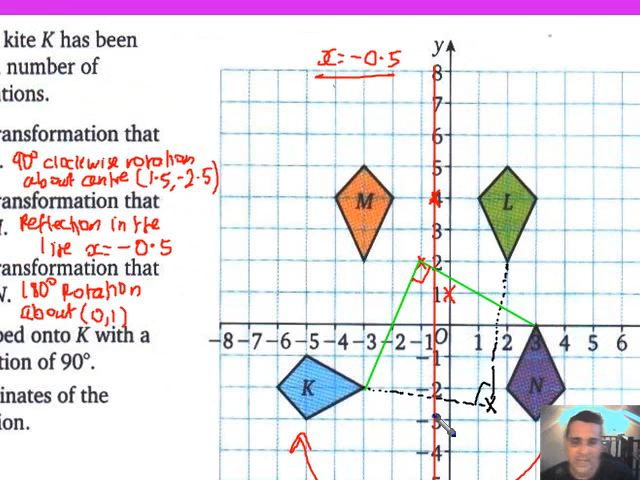 kite K has been
number of
tions.
x=-0.5
ransformation that
90° clockwise rotation
about centre (1.5,-2.5)
ransformation that
Reflection in the
line x=-0.5
ransformation that
N. 180° Rotation
about (0,1)
ped onto K with a
tion of 90°.
inates of the
ion.
y
8
7
6
5
4
3
2
1
-8 -7 -6 -5 -4 -3 -2 -1 0 1 2 3 4 5 6
-1
-2
-3
-4
M
L
K
N